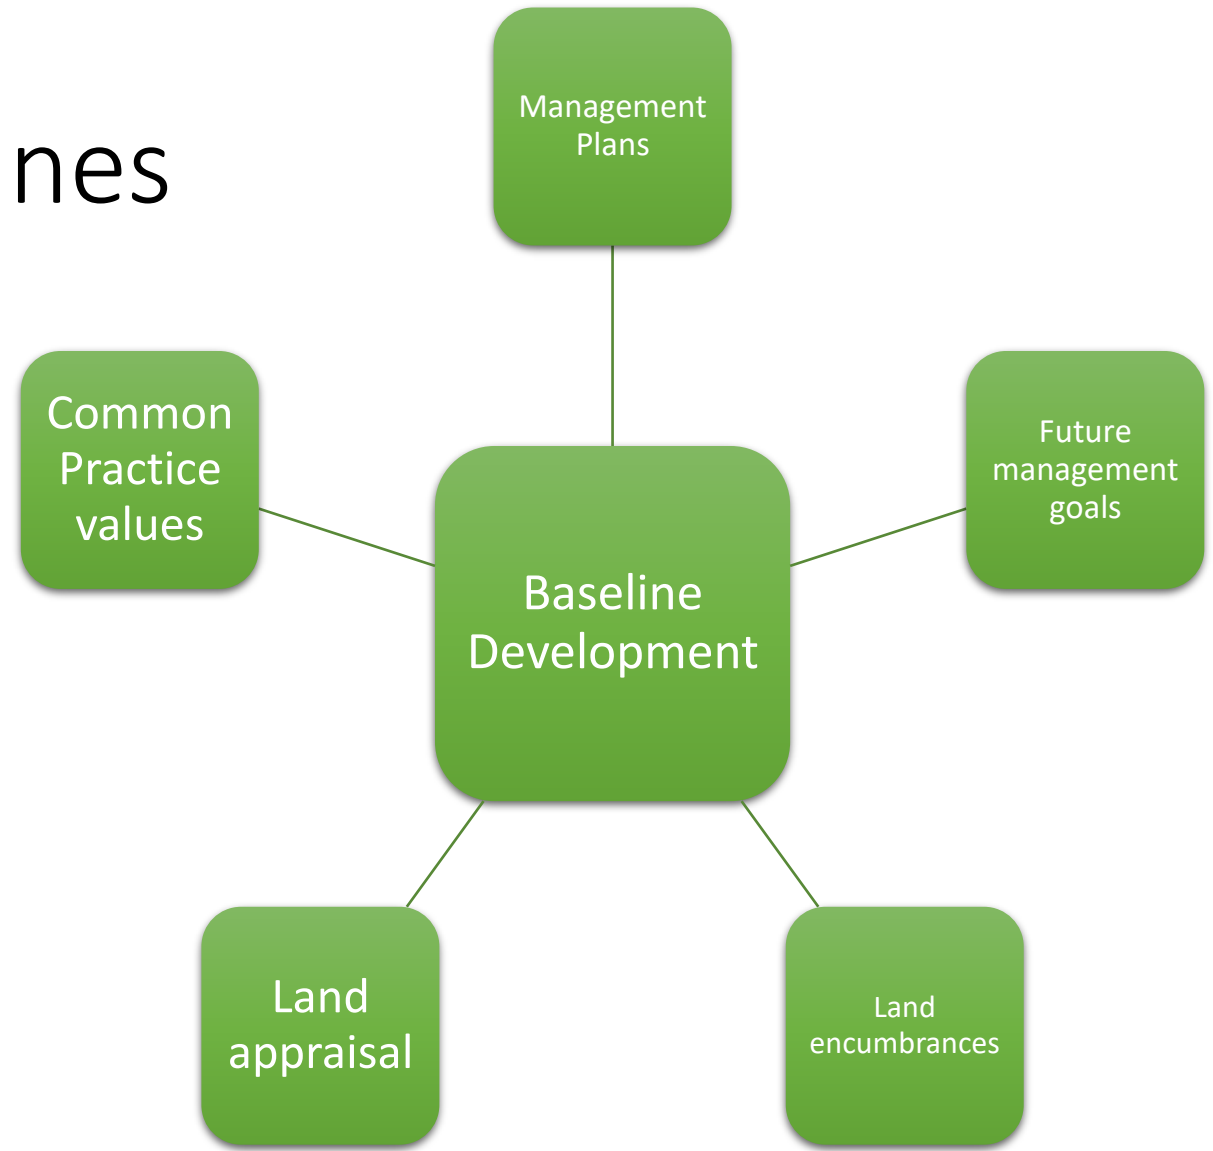 nes
Management
Plans
Common
Practice
values
Future
management
goals
Baseline
Development
Land
appraisal
Land
encumbrances